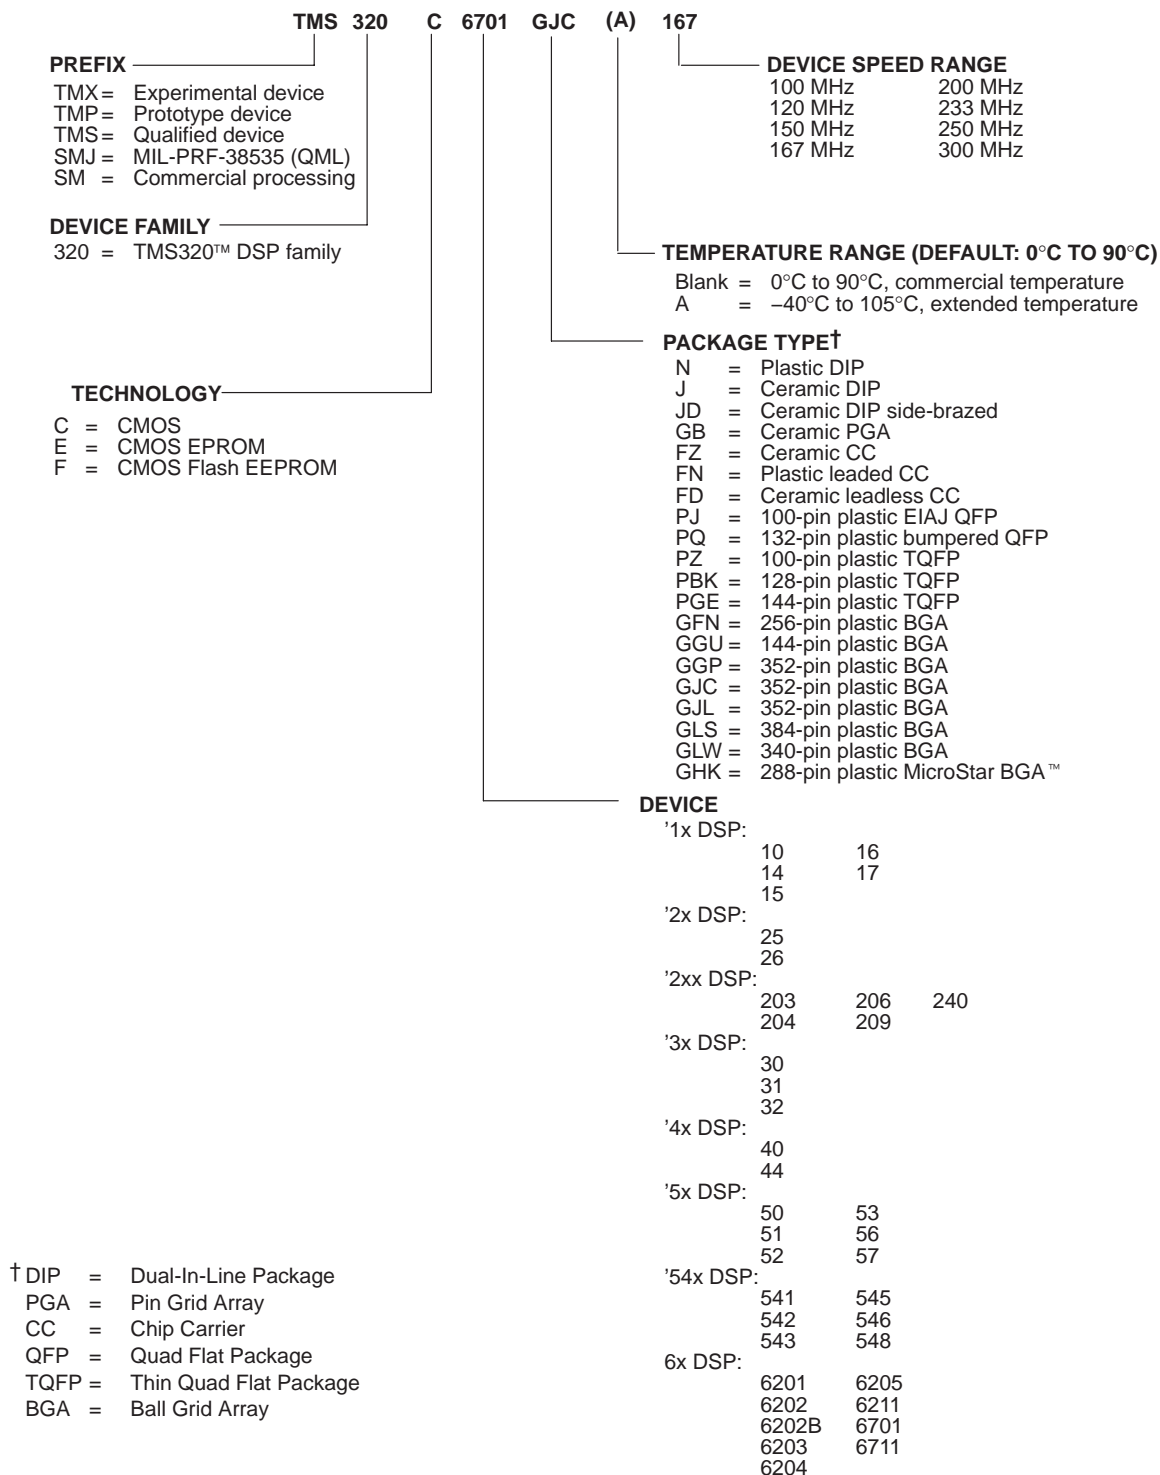 TMS 320 C 6701 GJC (A) 167
PREFIX
TMX = Experimental device
TMP = Prototype device
TMS = Qualified device
SMJ = MIL-PRF-38535 (QML)
SM = Commercial processing
DEVICE SPEED RANGE
100 MHz 200 MHz
120 MHz 233 MHz
150 MHz 250 MHz
167 MHz 300 MHz
DEVICE FAMILY
320 = TMS320™ DSP family
TEMPERATURE RANGE (DEFAULT: 0°C TO 90°C)
Blank = 0°C to 90°C, commercial temperature
A = –40°C to 105°C, extended temperature
TECHNOLOGY
C = CMOS
E = CMOS EPROM
F = CMOS Flash EEPROM
PACKAGE TYPE†
N = Plastic DIP
J = Ceramic DIP
JD = Ceramic DIP side-brazed
GB = Ceramic PGA
FZ = Ceramic CC
FN = Plastic leaded CC
FD = Ceramic leadless CC
PJ = 100-pin plastic EIAJ QFP
PQ = 132-pin plastic bumpered QFP
PZ = 100-pin plastic TQFP
PBK = 128-pin plastic TQFP
PGE = 144-pin plastic TQFP
GFN = 256-pin plastic BGA
GGU = 144-pin plastic BGA
GGP = 352-pin plastic BGA
GJC = 352-pin plastic BGA
GJL = 352-pin plastic BGA
GLS = 384-pin plastic BGA
GLW = 340-pin plastic BGA
GHK = 288-pin plastic MicroStar BGA™
DEVICE
’1x DSP:
10 16
14 17
15
’2x DSP:
25
26
’2xx DSP:
203 206 240
204 209
’3x DSP:
30
31
32
’4x DSP:
40
44
’5x DSP:
50 53
51 56
52 57
’54x DSP:
541 545
542 546
543 548
6x DSP:
6201 6205
6202 6211
6202B 6701
6203 6711
6204
† DIP = Dual-In-Line Package
PGA = Pin Grid Array
CC = Chip Carrier
QFP = Quad Flat Package
TQFP = Thin Quad Flat Package
BGA = Ball Grid Array